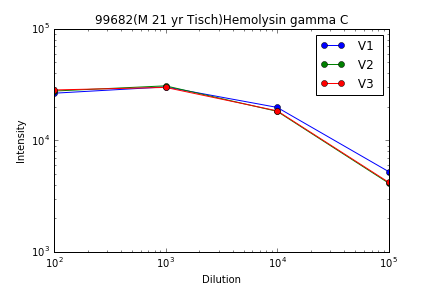 99682(M 21 yr Tisch)Hemolysin gamma C
10^5
V1
V2
V3
10^4
Intensity
10^3
10^2 10^3 10^4 10^5
Dilution